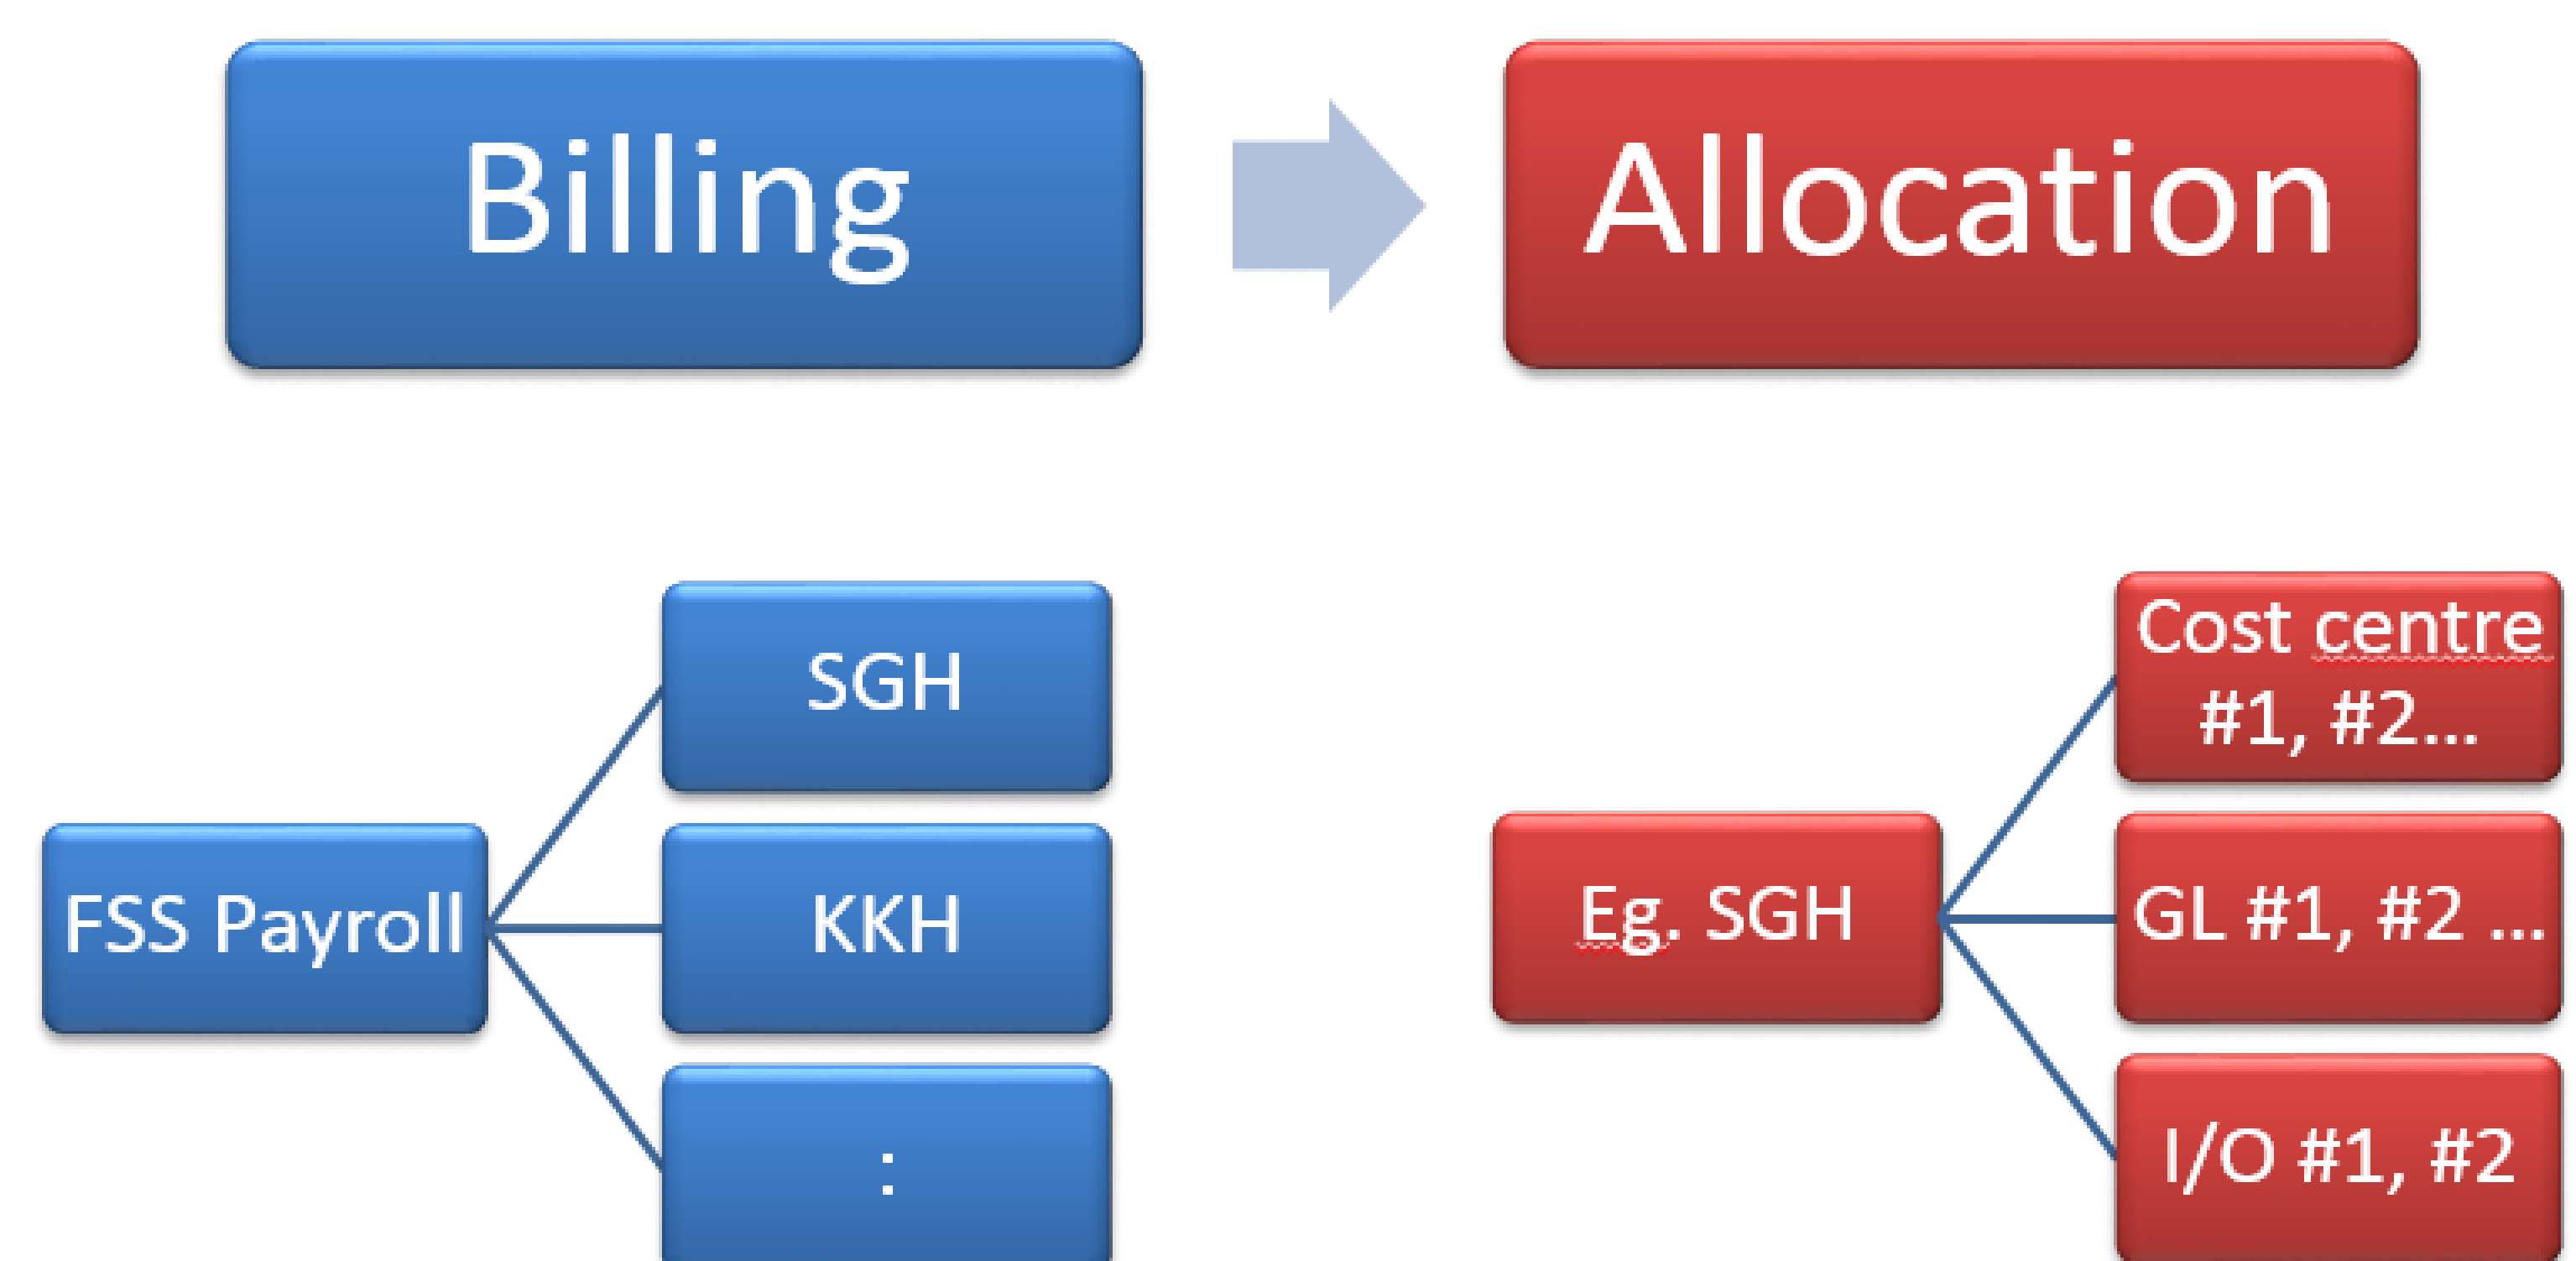 Billing
Allocation
FSS Payroll
SGH
KKH
:
Eg. SGH
Cost centre
#1, #2...
GL #1, #2 ...
I/O #1, #2